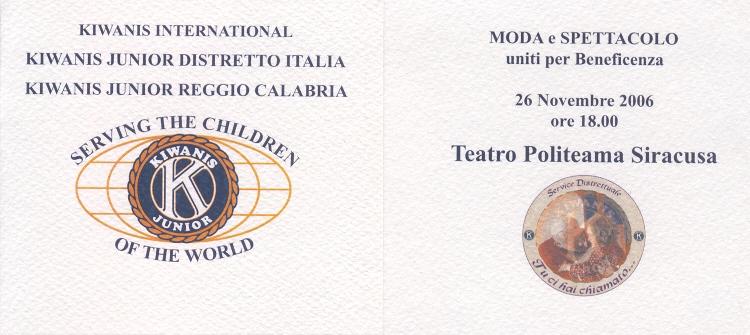 KIWANIS INTERNATIONAL
KIWANIS JUNIOR DISTRETTO ITALIA
KIWANIS JUNIOR REGGIO CALABRIA
SERVING THE CHILDREN
KIWANIS
K
JUNIOR
OF THE WORLD
MODA e SPETTACOLO
uniti per Beneficenza
26 Novembre 2006
ore 18.00
Teatro Politeama Siracusa
Service Distrettuale
K K
Tu ci hai chiamato...